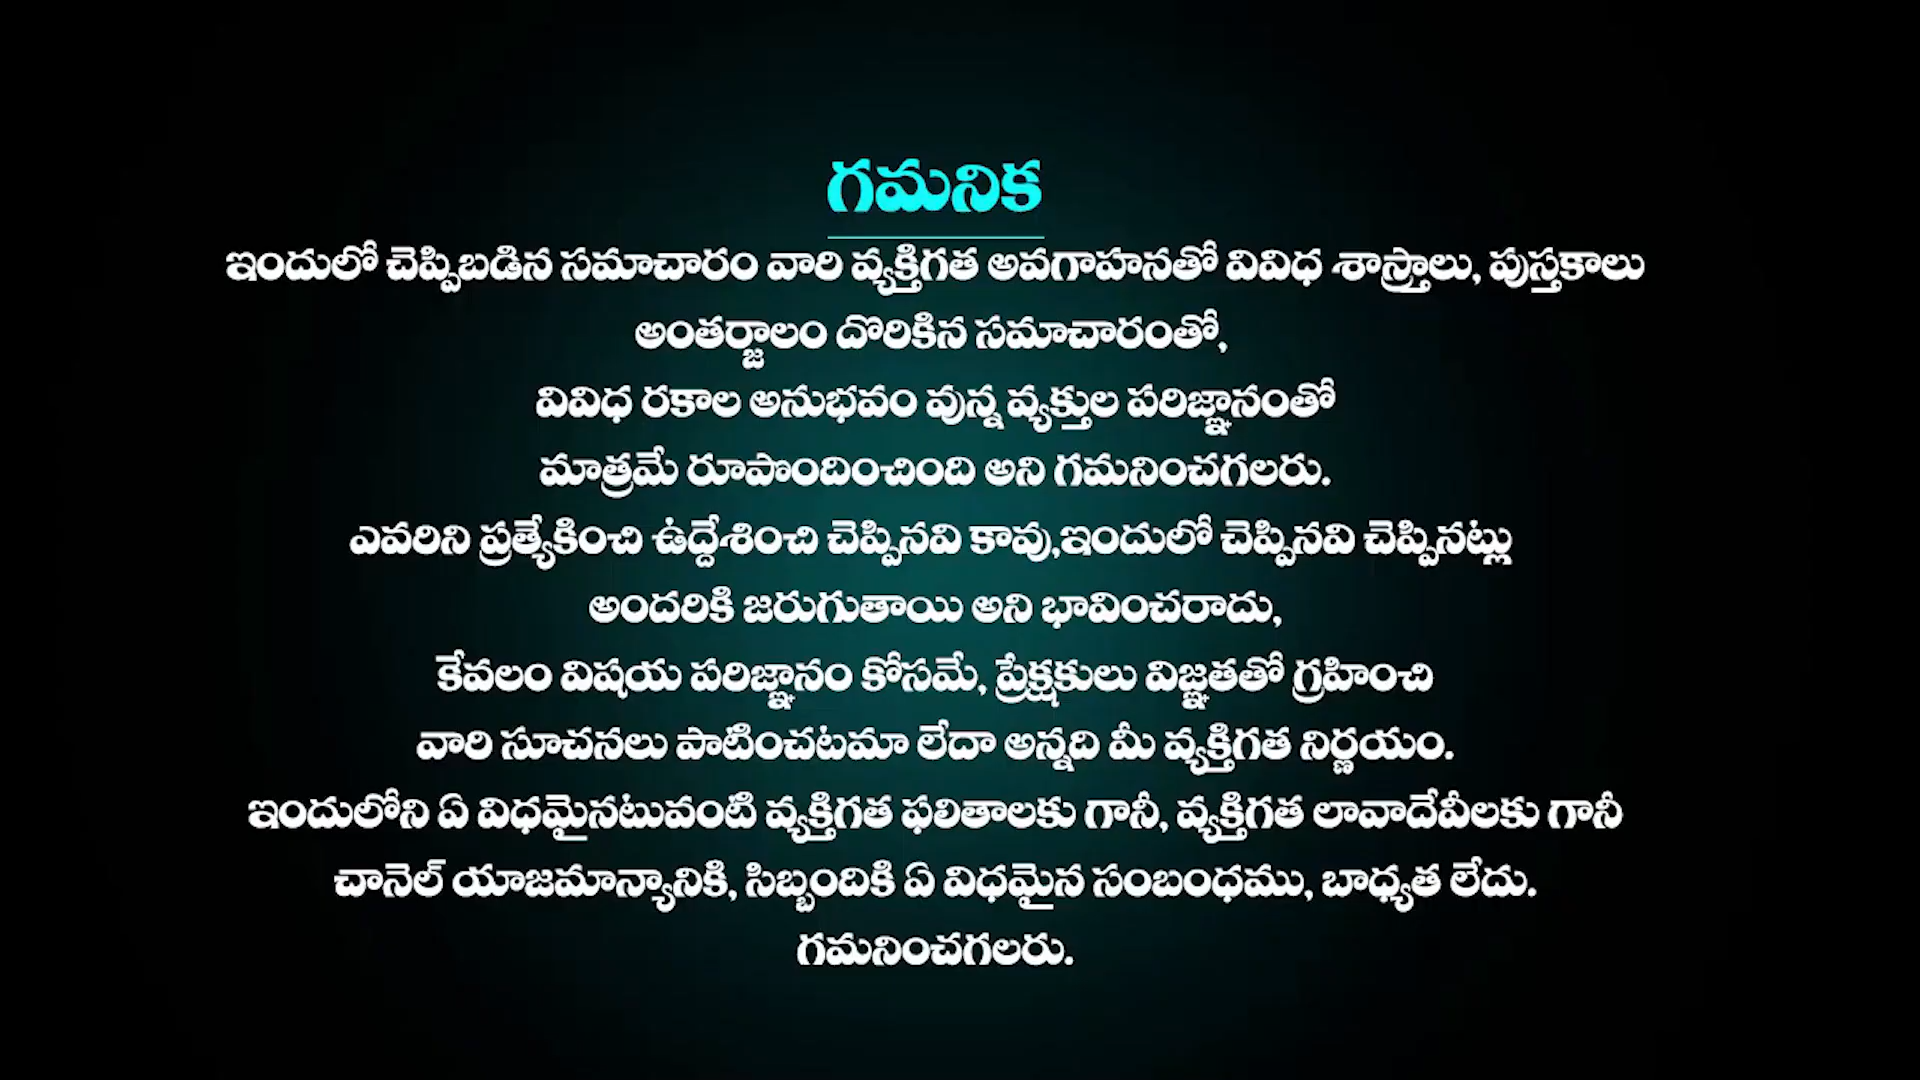 గమనిక
ఇందులో చెప్పిబడిన సమాచారం వారి వ్యక్తిగత అవగాహనతో వివిధ శాస్త్రాలు, పుస్తకాలు
అంతర్జాలం దొరికిన సమాచారంతో,
వివిధ రకాల అనుభవం వున్న వ్యక్తుల పరిజ్ఞానంతో
మాత్రమే రూపొందించింది అని గమనించగలరు.
ఎవరిని ప్రత్యేకించి ఉద్దేశించి చెప్పినవి కావు,ఇందులో చెప్పినవి చెప్పినట్లు
అందరికి జరుగుతాయి అని భావించరాదు,
కేవలం విషయ పరిజ్ఞానం కోసమే, ప్రేక్షకులు విజ్ఞతతో గ్రహించి
వారి సూచనలు పాటించటమా లేదా అన్నది మీ వ్యక్తిగత నిర్ణయం.
ఇందులోని ఏ విధమైనటువంటి వ్యక్తిగత ఫలితాలకు గానీ, వ్యక్తిగత లావాదేవీలకు గానీ
చానెల్ యాజమాన్యానికి, సిబ్బందికి ఏ విధమైన సంబంధము, బాధ్యత లేదు.
గమనించగలరు.